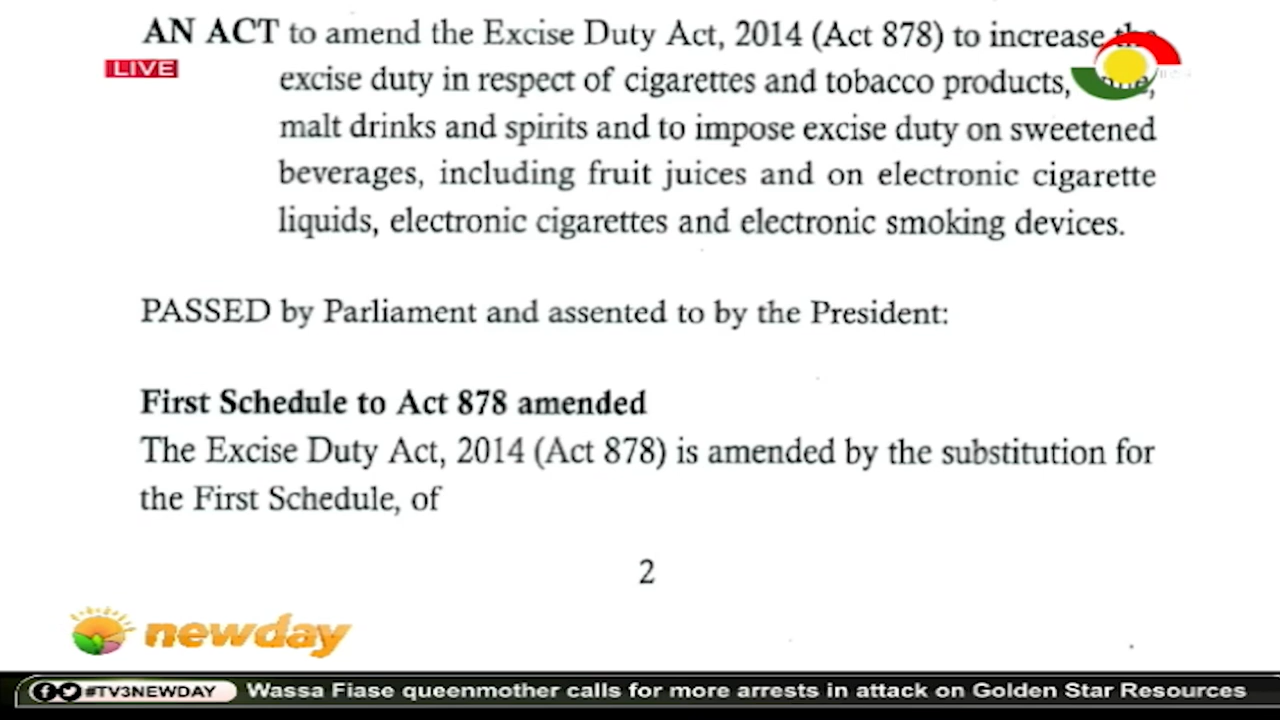 AN ACT to amend the Excise Duty Act, 2014 (Act 878) to increase the
LIVE
excise duty in respect of cigarettes and tobacco products,
malt drinks and spirits and to impose excise duty on sweetened
beverages, including fruit juices and on electronic cigarette
liquids, electronic cigarettes and electronic smoking devices.
PASSED by Parliament and assented to by the President:
First Schedule to Act 878 amended
The Excise Duty Act, 2014 (Act 878) is amended by the substitution for
the First Schedule, of
2
newday
#TV3NEWDAY Wassa Fiase queenmother calls for more arrests in attack on Golden Star Resources